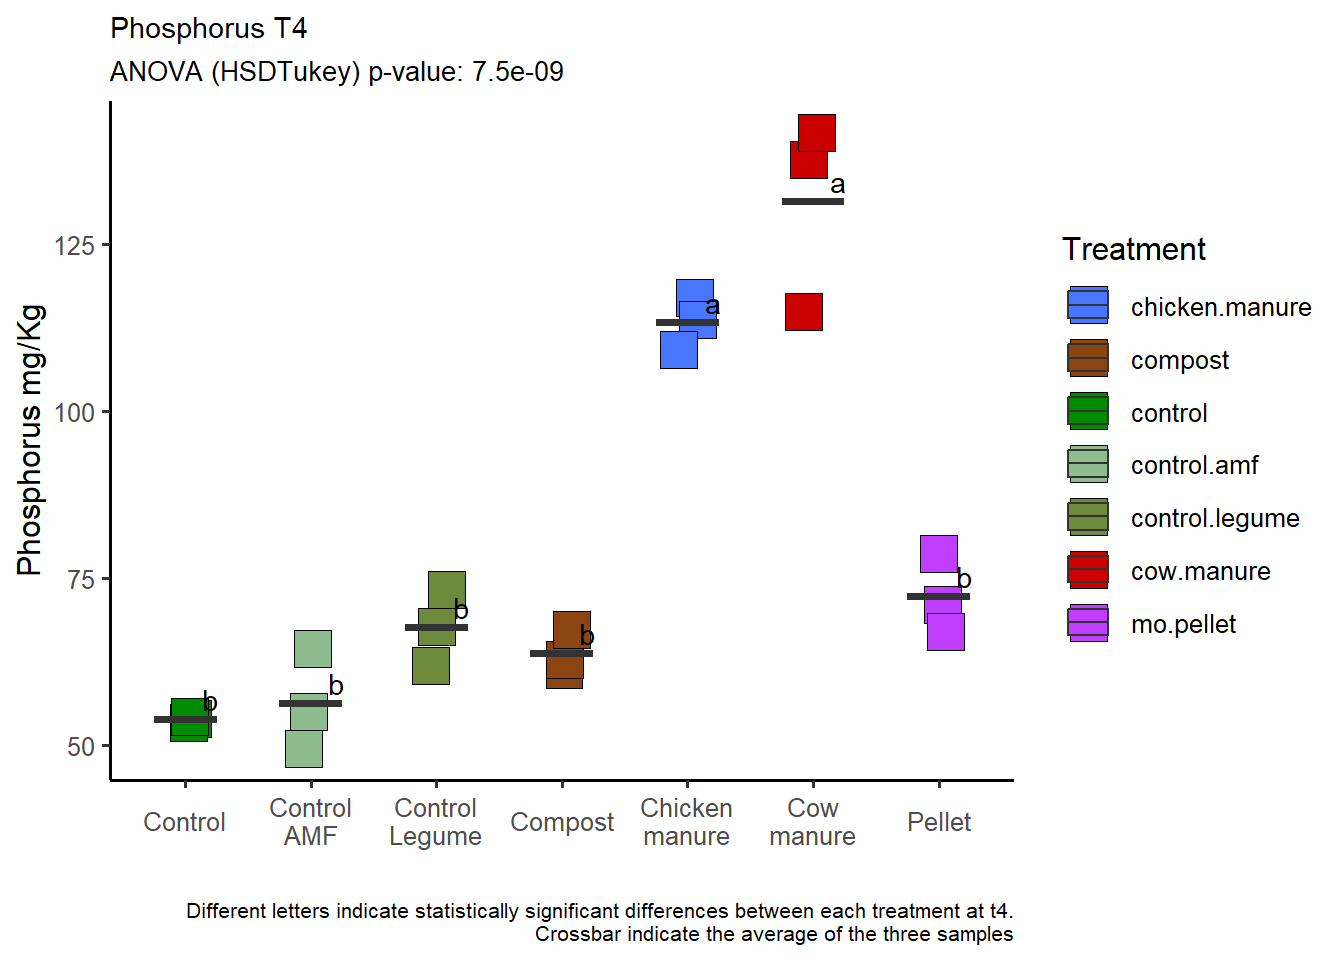 Phosphorus T4
ANOVA (HSDTukey) p-value: 7.5e-09
Phosphorus mg/Kg
125
100
75
50
a
a
b
b
b
b
b
Control
Control
AMF
Control
Legume
Compost
Chicken
manure
Cow
manure
Pellet
Treatment
chicken.manure
compost
control
control.amf
control.legume
cow.manure
mo.pellet
Different letters indicate statistically significant differences between each treatment at t4.
Crossbar indicate the average of the three samples